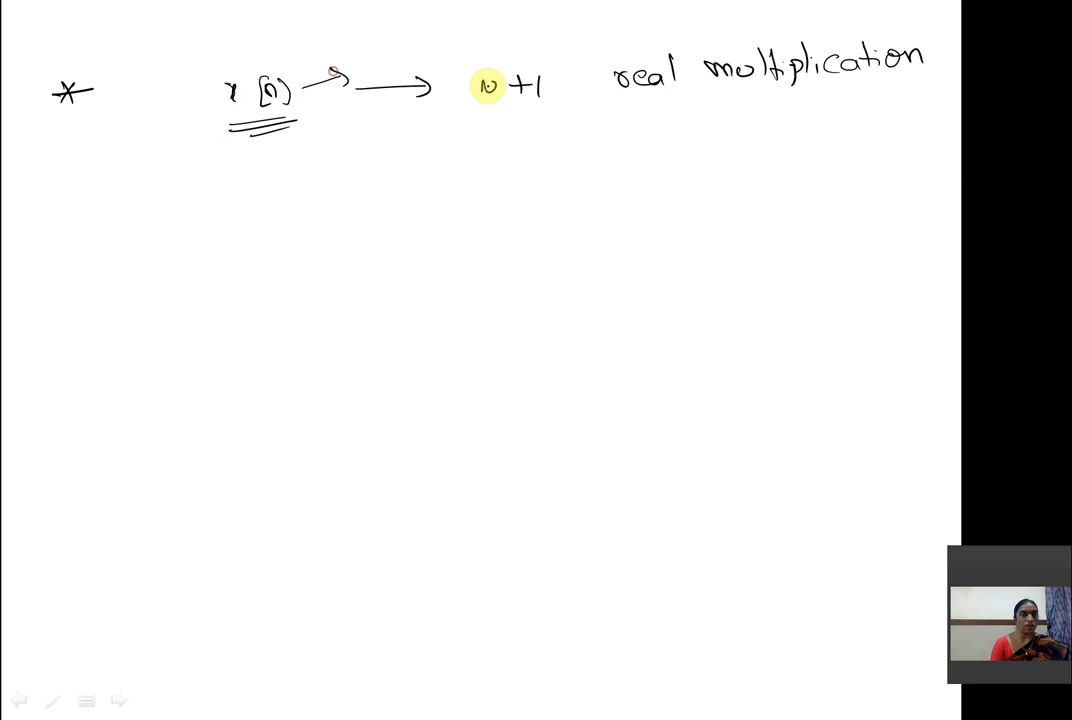 * x [n] → N+1 real multiplication